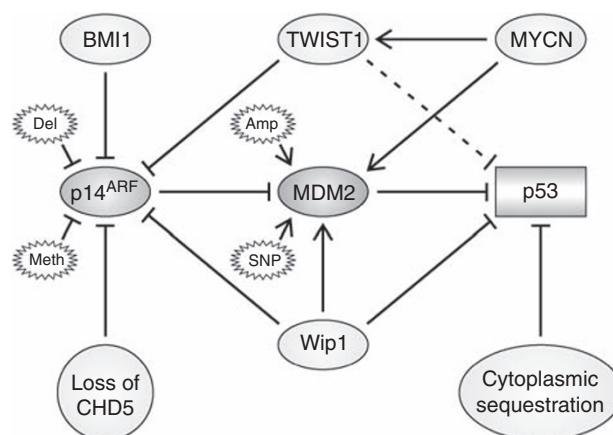 BMI1
TWIST1
MYCN
Del
Amp
p14ARF
MDM2
p53
Meth
SNP
Wip1
Loss of
CHD5
Cytoplasmic
sequestration